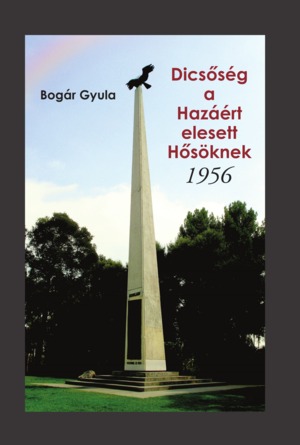 Bogár Gyula
Dicsőség
a
Hazáért
elesett
Hősöknek
1956